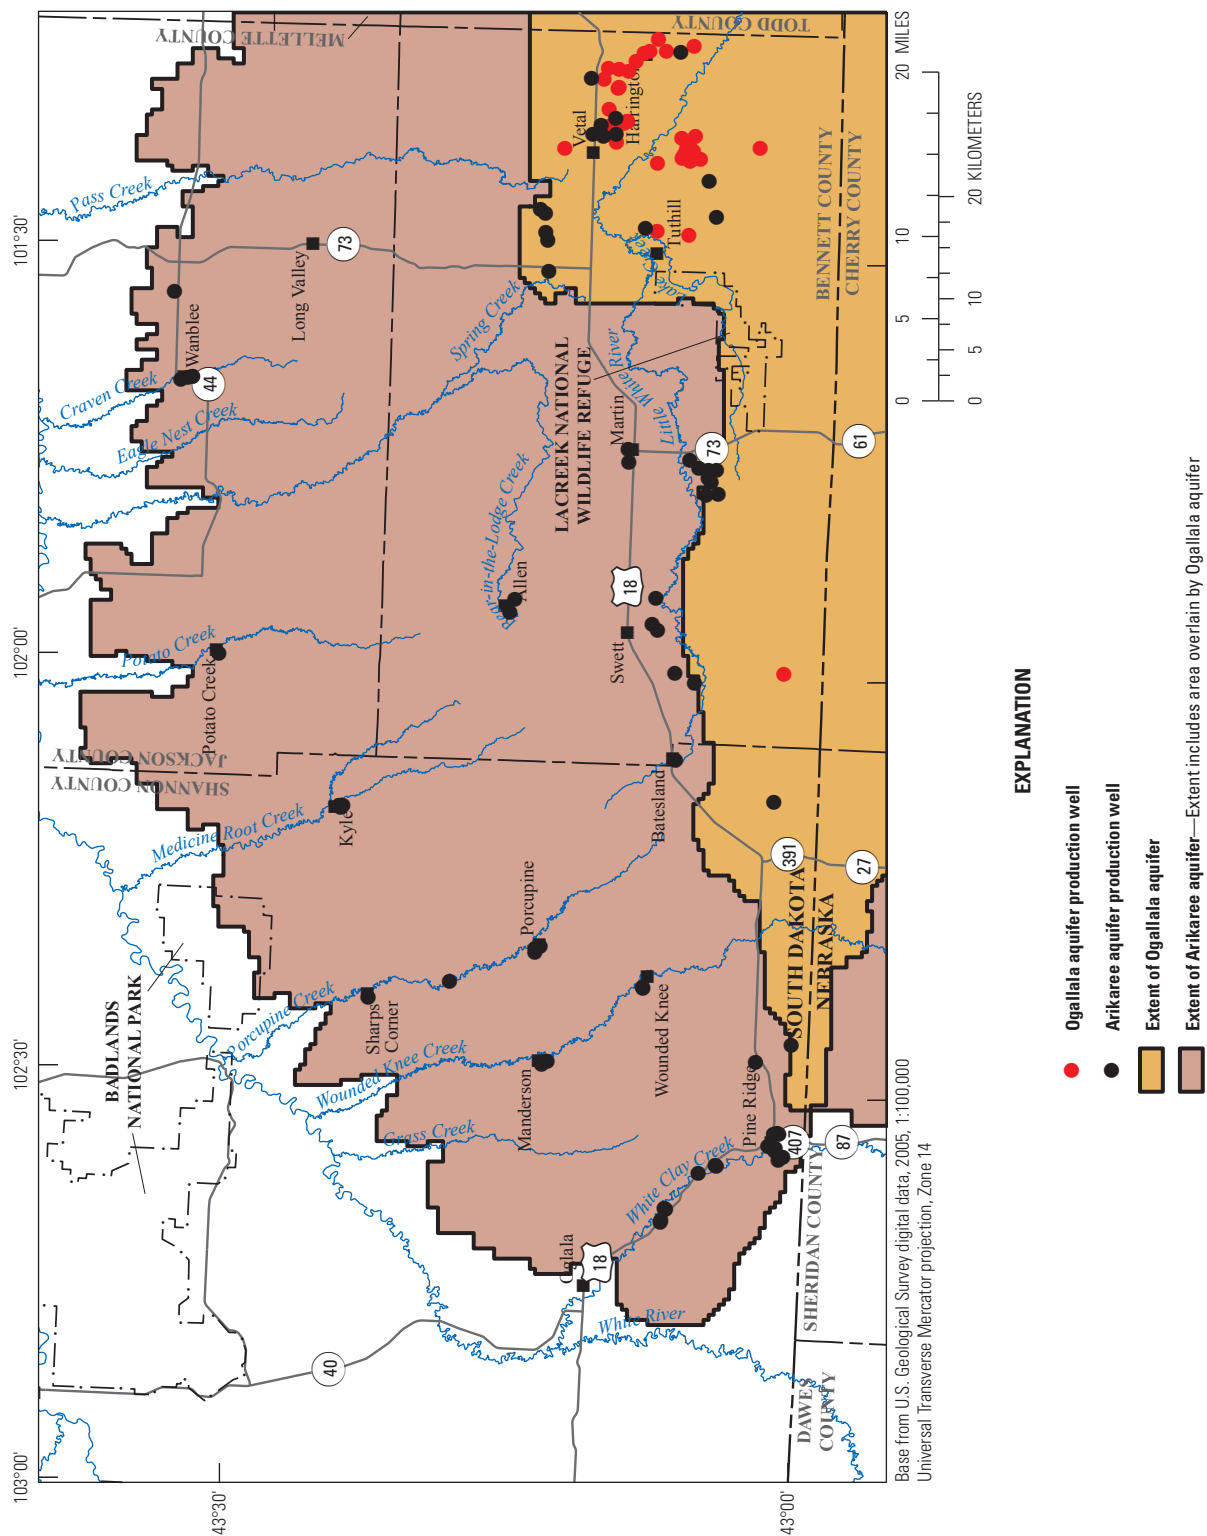 103°00'
102°30'
102°00'
101°30'
43°30'
43°00'
BADLANDS
NATIONAL PARK
SHANNON COUNTY
JACKSON COUNTY
MELLETTE COUNTY
TODD COUNTY
BENNETT COUNTY
CHERRY COUNTY
SOUTH DAKOTA
NEBRASKA
SHERIDAN COUNTY
DAWES
COUNTY
LACREEK NATIONAL
WILDLIFE REFUGE
Pass Creek
Craven Creek
Eagle Nest Creek
Potato Creek
Medicine Root Creek
Porcupine Creek
Wounded Knee Creek
Grass Creek
White Clay Creek
White River
Bear-in-the-Lodge Creek
Spring Creek
Little White River
Lake Creek
Wanblee
Long Valley
Potato Creek
Kyle
Sharps
Corner
Porcupine
Manderson
Wounded Knee
Oglala
Pine Ridge
Batesland
Allen
Swett
Martin
Vetal
Harrington
Tuthill
40
18
407
87
391
27
44
73
18
73
61
0 5 10 20 MILES
0 5 10 20 KILOMETERS
Base from U.S. Geological Survey digital data, 2005, 1:100,000
Universal Transverse Mercator projection, Zone 14
EXPLANATION
Ogallala aquifer production well
Arikaree aquifer production well
Extent of Ogallala aquifer
Extent of Arikaree aquifer—Extent includes area overlain by Ogallala aquifer